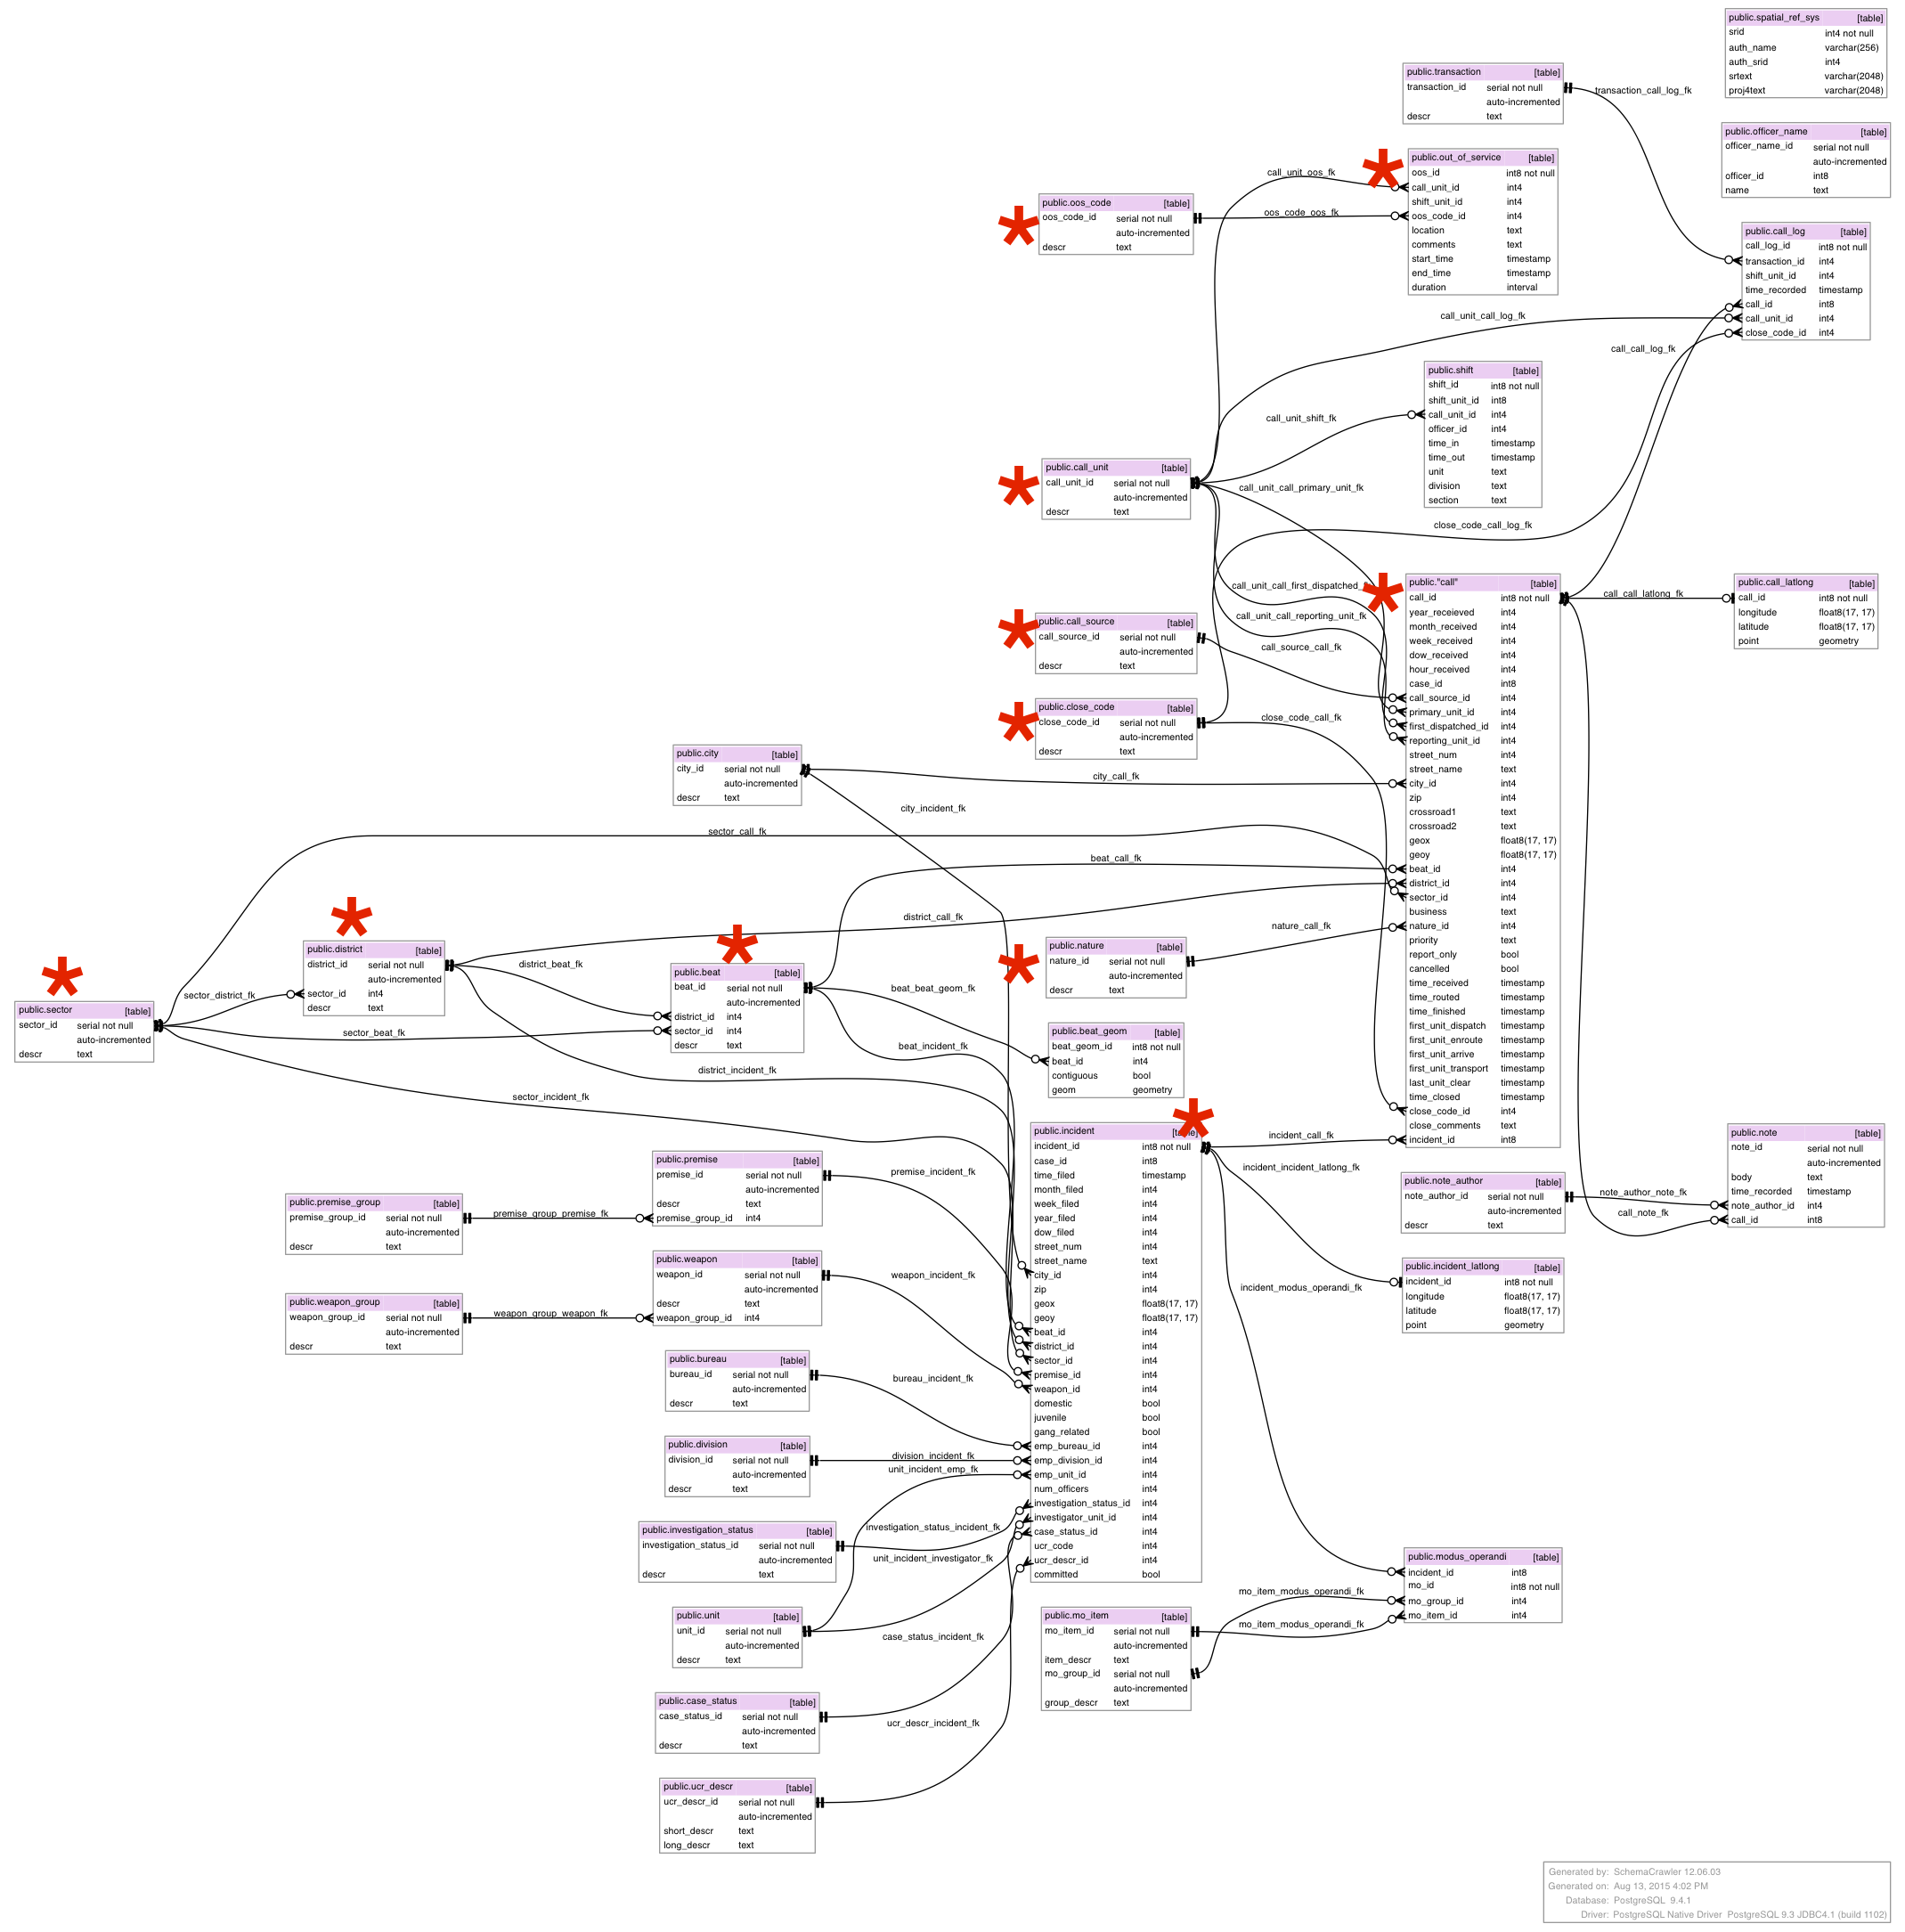 public.spatial_ref_sys [table]
srid int4 not null
auth_name varchar(256)
auth_srid int4
srtext varchar(2048)
proj4text varchar(2048)
public.transaction [table]
transaction_id serial not null
auto-incremented
descr text
transaction_call_log_fk
public.officer_name [table]
officer_name_id serial not null
auto-incremented
officer_id int8
name text
public.out_of_service [table]
oos_id int8 not null
call_unit_id int4
shift_unit_id int4
oos_code_id int4
location text
comments text
start_time timestamp
end_time timestamp
duration interval
call_unit_oos_fk
public.oos_code [table]
oos_code_id serial not null
auto-incremented
descr text
oos_code_oos_fk
public.call_log [table]
call_log_id int8 not null
transaction_id int4
shift_unit_id int4
time_recorded timestamp
call_id int8
call_unit_id int4
close_code_id int4
call_unit_call_log_fk
call_call_log_fk
public.shift [table]
shift_id int8 not null
shift_unit_id int8
call_unit_id int4
officer_id int4
time_in timestamp
time_out timestamp
unit text
division text
section text
call_unit_shift_fk
public.call_unit [table]
call_unit_id serial not null
auto-incremented
descr text
call_unit_call_primary_unit_fk
close_code_call_log_fk
call_unit_call_first_dispatched_
call_unit_call_reporting_unit_fk
public."call" [table]
call_id int8 not null
year_receieved int4
month_received int4
week_received int4
dow_received int4
hour_received int4
case_id int8
call_source_id int4
primary_unit_id int4
first_dispatched_id int4
reporting_unit_id int4
street_num int4
street_name text
city_id int4
zip int4
crossroad1 text
crossroad2 text
geox float8(17, 17)
geoy float8(17, 17)
beat_id int4
district_id int4
sector_id int4
business text
nature_id int4
priority text
report_only bool
cancelled bool
time_received timestamp
time_routed timestamp
time_finished timestamp
first_unit_dispatch timestamp
first_unit_enroute timestamp
first_unit_arrive timestamp
first_unit_transport timestamp
last_unit_clear timestamp
time_closed timestamp
close_code_id int4
close_comments text
incident_id int8
call_call_latlong_fk
public.call_latlong [table]
call_id int8 not null
longitude float8(17, 17)
latitude float8(17, 17)
point geometry
public.call_source [table]
call_source_id serial not null
auto-incremented
descr text
call_source_call_fk
public.close_code [table]
close_code_id serial not null
auto-incremented
descr text
close_code_call_fk
public.city [table]
city_id serial not null
auto-incremented
descr text
city_call_fk
city_incident_fk
sector_call_fk
beat_call_fk
district_call_fk
nature_call_fk
public.district [table]
district_id serial not null
auto-incremented
sector_id int4
descr text
district_beat_fk
public.beat [table]
beat_id serial not null
auto-incremented
district_id int4
sector_id int4
descr text
beat_beat_geom_fk
public.nature [table]
nature_id serial not null
auto-incremented
descr text
public.sector [table]
sector_id serial not null
auto-incremented
descr text
sector_district_fk
sector_beat_fk
beat_incident_fk
district_incident_fk
sector_incident_fk
public.beat_geom [table]
beat_geom_id int8 not null
beat_id int4
contiguous bool
geom geometry
public.incident
incident_id int8 not null
case_id int8
time_filed timestamp
month_filed int4
week_filed int4
year_filed int4
dow_filed int4
street_num int4
street_name text
city_id int4
zip int4
geox float8(17, 17)
geoy float8(17, 17)
beat_id int4
district_id int4
sector_id int4
premise_id int4
weapon_id int4
domestic bool
juvenile bool
gang_related bool
emp_bureau_id int4
emp_division_id int4
emp_unit_id int4
num_officers int4
investigation_status_id int4
investigator_unit_id int4
case_status_id int4
ucr_code int4
ucr_descr_id int4
committed bool
incident_call_fk
incident_incident_latlong_fk
incident_modus_operandi_fk
public.note [table]
note_id serial not null
auto-incremented
body text
time_recorded timestamp
note_author_id int4
call_id int8
public.note_author [table]
note_author_id serial not null
auto-incremented
descr text
note_author_note_fk
call_note_fk
public.incident_latlong [table]
incident_id int8 not null
longitude float8(17, 17)
latitude float8(17, 17)
point geometry
public.premise [table]
premise_id serial not null
auto-incremented
descr text
premise_group_id int4
premise_incident_fk
public.premise_group [table]
premise_group_id serial not null
auto-incremented
descr text
premise_group_premise_fk
public.weapon [table]
weapon_id serial not null
auto-incremented
descr text
weapon_group_id int4
weapon_incident_fk
public.weapon_group [table]
weapon_group_id serial not null
auto-incremented
descr text
weapon_group_weapon_fk
public.bureau [table]
bureau_id serial not null
auto-incremented
descr text
bureau_incident_fk
public.division [table]
division_id serial not null
auto-incremented
descr text
division_incident_fk
unit_incident_emp_fk
public.investigation_status [table]
investigation_status_id serial not null
auto-incremented
descr text
investigation_status_incident_fk
unit_incident_investigator_fk
public.unit [table]
unit_id serial not null
auto-incremented
descr text
case_status_incident_fk
public.case_status [table]
case_status_id serial not null
auto-incremented
descr text
ucr_descr_incident_fk
public.ucr_descr [table]
ucr_descr_id serial not null
auto-incremented
short_descr text
long_descr text
public.modus_operandi [table]
incident_id int8
mo_id int8 not null
mo_group_id int4
mo_item_id int4
mo_item_modus_operandi_fk
mo_item_modus_operandi_fk
public.mo_item [table]
mo_item_id serial not null
auto-incremented
item_descr text
mo_group_id serial not null
auto-incremented
group_descr text
Generated by: SchemaCrawler 12.06.03
Generated on: Aug 13, 2015 4:02 PM
Database: PostgreSQL 9.4.1
Driver: PostgreSQL Native Driver PostgreSQL 9.3 JDBC4.1 (build 1102)